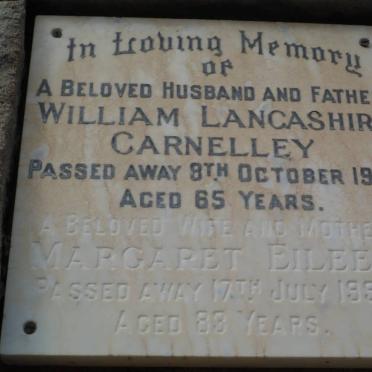 In Loving Memory
OF
A BELOVED HUSBAND AND FATHE
WILLIAM LANCASHIR
CARNELLEY
PASSED AWAY 8TH OCTOBER 19
AGED 65 YEARS.
A BELOVED WIFE AND MOTHE
MARGARET EILEE
PASSED AWAY 17TH JULY 199
AGED 83 YEARS.